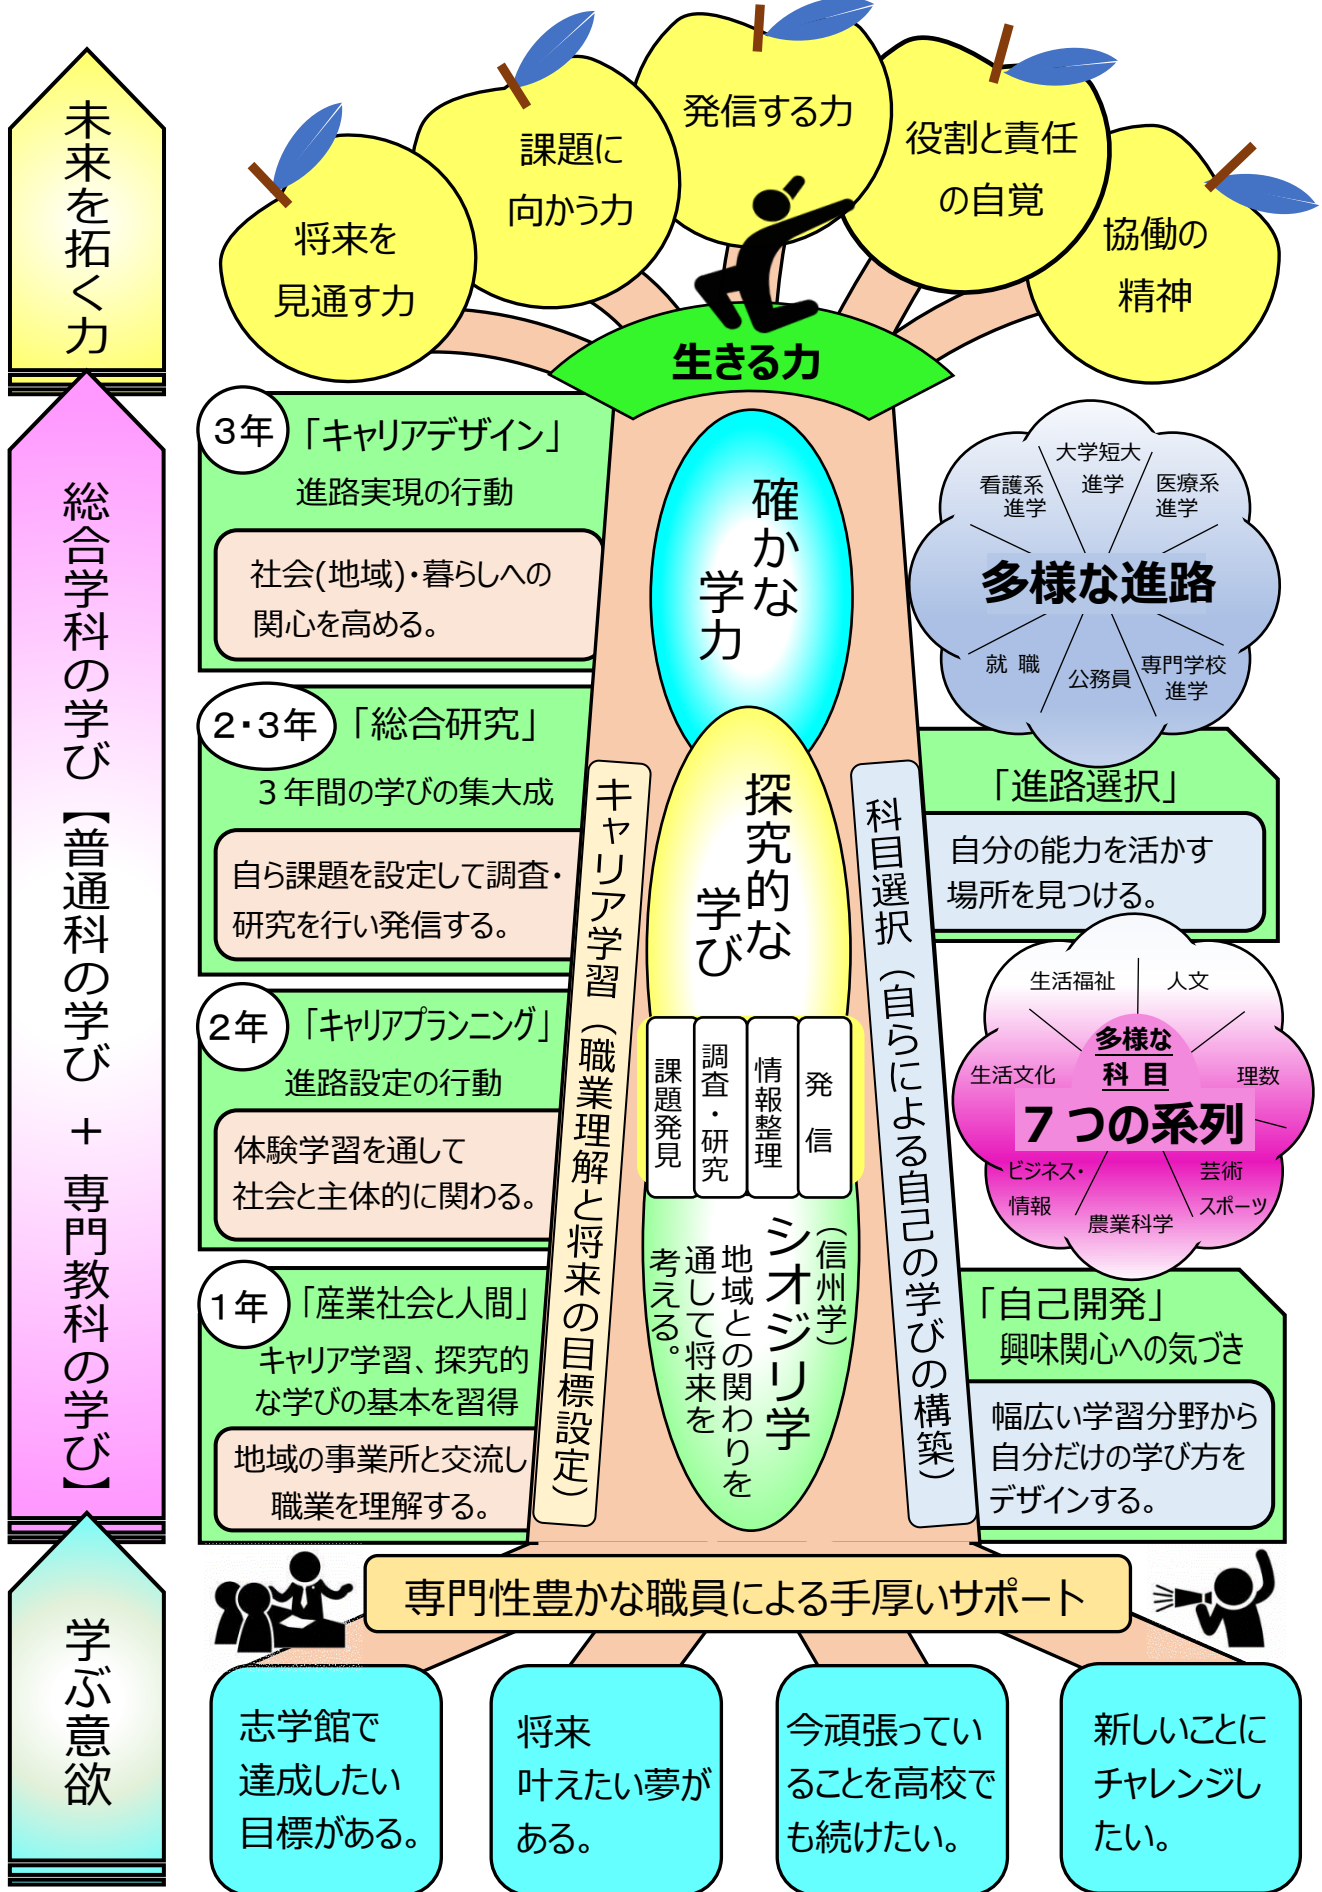 未来を拓く力
総合学科の学び【普通科の学び + 専門教科の学び】
学ぶ意欲
将来を
見通す力
課題に
向かう力
発信する力
役割と責任
の自覚
協働の
精神
生きる力
3年
「キャリアデザイン」
進路実現の行動
社会(地域)・暮らしへの
関心を高める。
2・3年
「総合研究」
3年間の学びの集大成
自ら課題を設定して調査・
研究を行い発信する。
2年
「キャリアプランニング」
進路設定の行動
体験学習を通して
社会と主体的に関わる。
1年
「産業社会と人間」
キャリア学習、探究的
な学びの基本を習得
地域の事業所と交流し
職業を理解する。
キャリア学習(職業理解と将来の目標設定)
確かな
学力
探究的な
学び
課題発見
調査・研究
情報整理
発 信
(信州学)
シオジリ学
地域との関わりを
通して将来を
考える。
科目選択(自らによる自己の学びの構築)
大学短大
進学
看護系
進学
医療系
進学
多様な進路
就 職
公務員
専門学校
進学
「進路選択」
自分の能力を活かす
場所を見つける。
生活福祉
人文
多様な
科 目
生活文化
理数
7つの系列
ビジネス・
情報
芸術
スポーツ
農業科学
「自己開発」
興味関心への気づき
幅広い学習分野から
自分だけの学び方を
デザインする。
専門性豊かな職員による手厚いサポート
志学館で
達成したい
目標がある。
将来
叶えたい夢が
ある。
今頑張ってい
ることを高校で
も続けたい。
新しいことに
チャレンジし
たい。